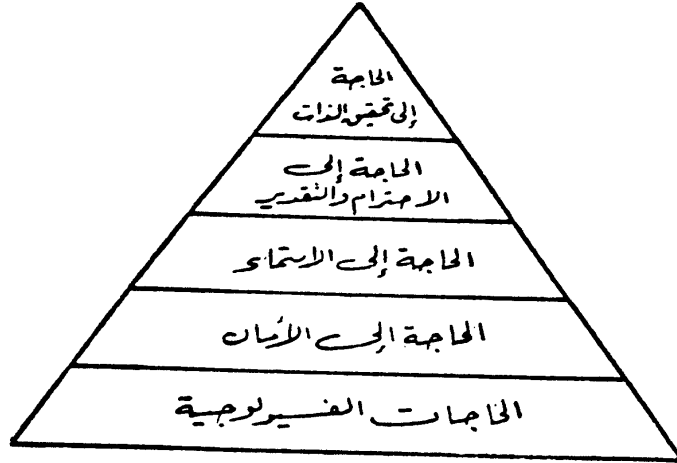 الحاجة
إلى تحقيق الذات
الحاجة إلى
الاحترام والتقدير
الحاجة إلى الانتماء
الحاجة إلى الأمان
الحاجات الفسيولوجية